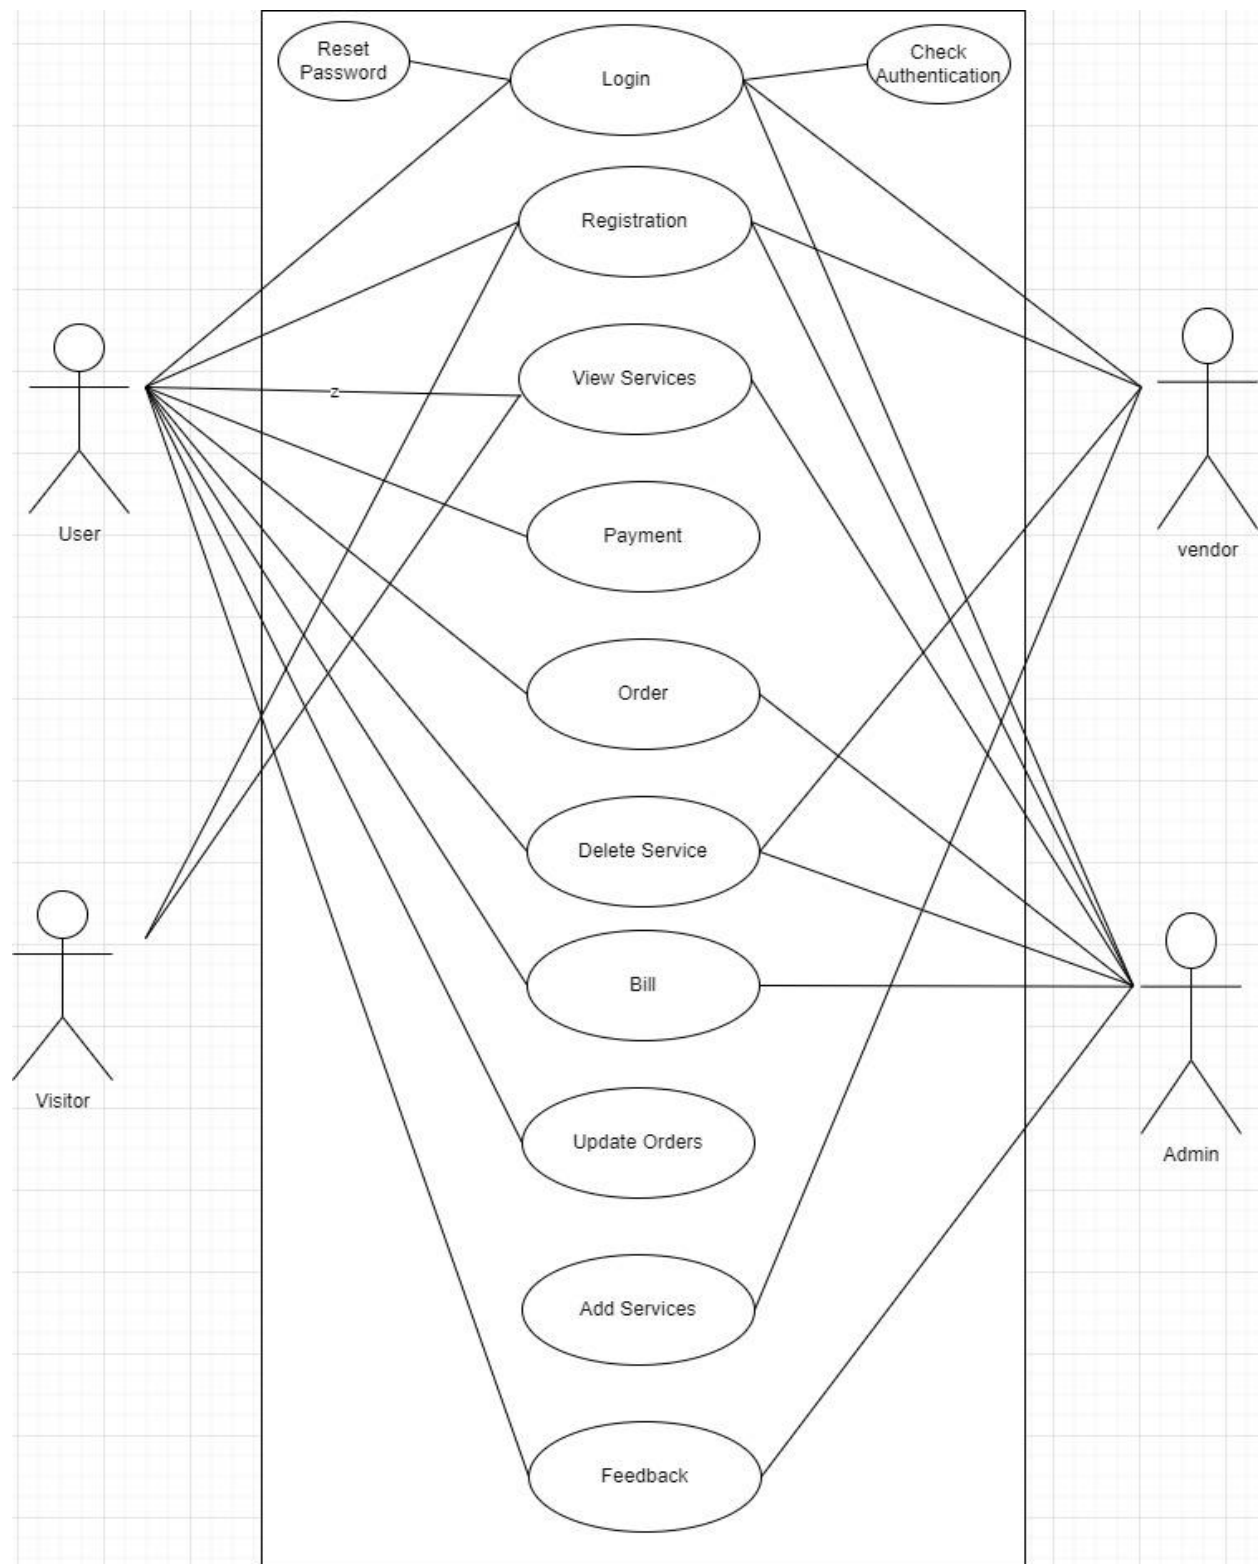 Reset
Password
Login
Check
Authentication
Registration
View Services
z
User
Payment
vendor
Order
Delete Service
Bill
Visitor
Update Orders
Admin
Add Services
Feedback